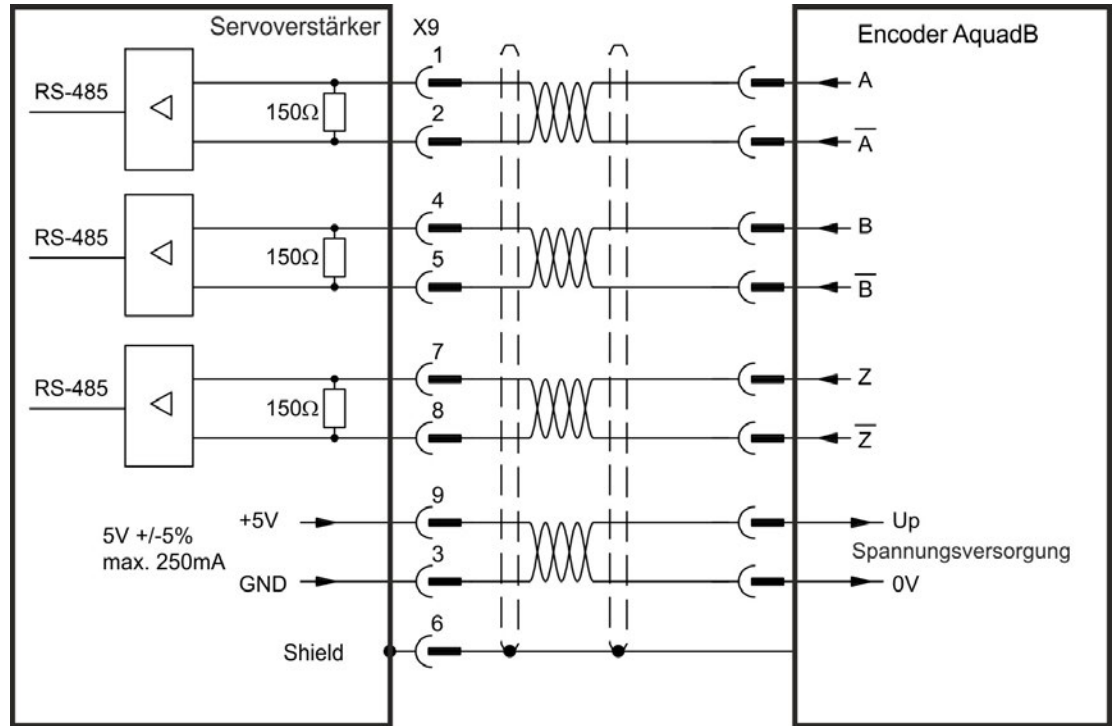 Servoverstärker
X9
Encoder AquadB
1
A
RS-485
150Ω
2
A̅
4
B
RS-485
150Ω
5
B̅
7
Z
RS-485
150Ω
8
Z̅
9
+5V
Up
5V +/-5%
max. 250mA
Spannungsversorgung
3
GND
0V
6
Shield